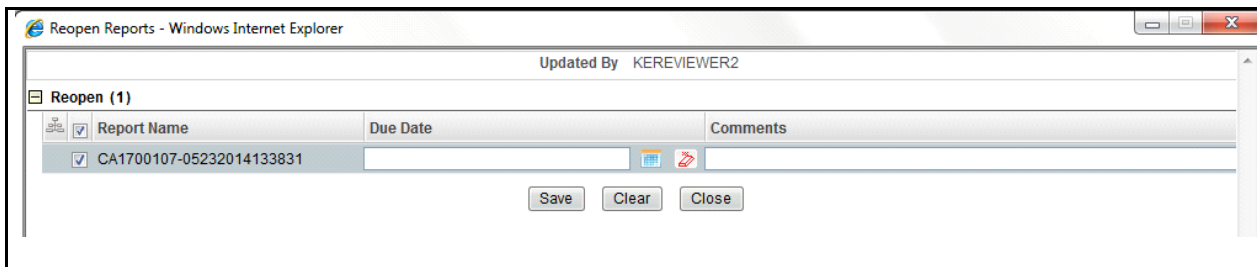 Reopen Reports - Windows Internet Explorer
Updated By KEREVIEWER2
Reopen (1)
Report Name Due Date Comments
CA1700107-05232014133831
Save Clear Close